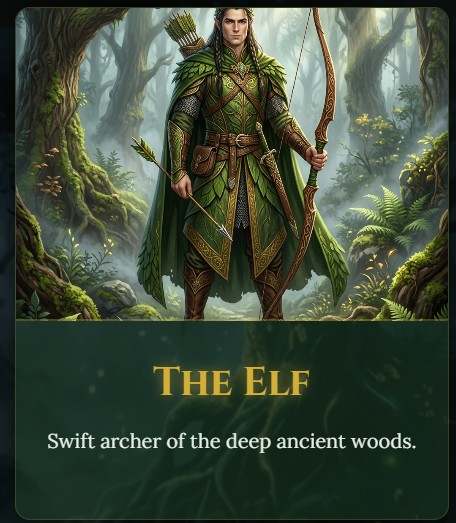 The Elf
Swift archer of the deep ancient woods.